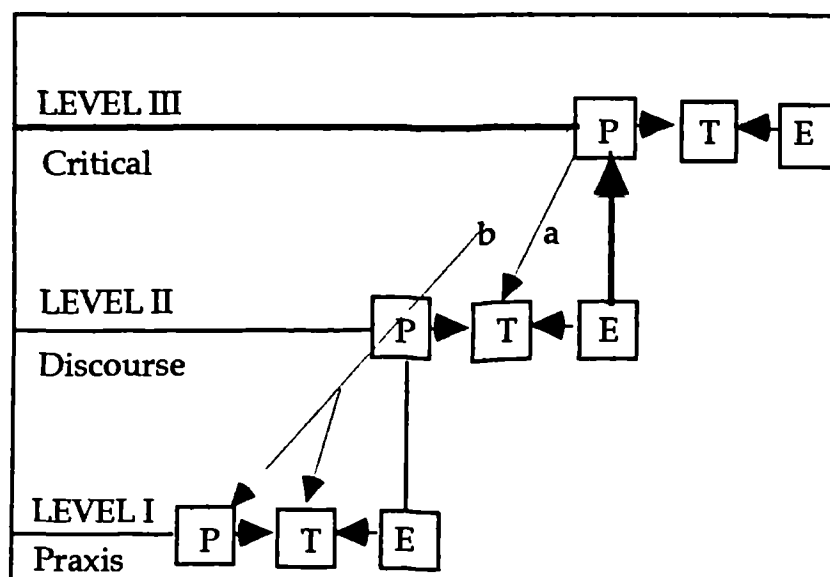 LEVEL III
P T E
Critical
b a
LEVEL II
P T E
Discourse
LEVEL I
P T E
Praxis